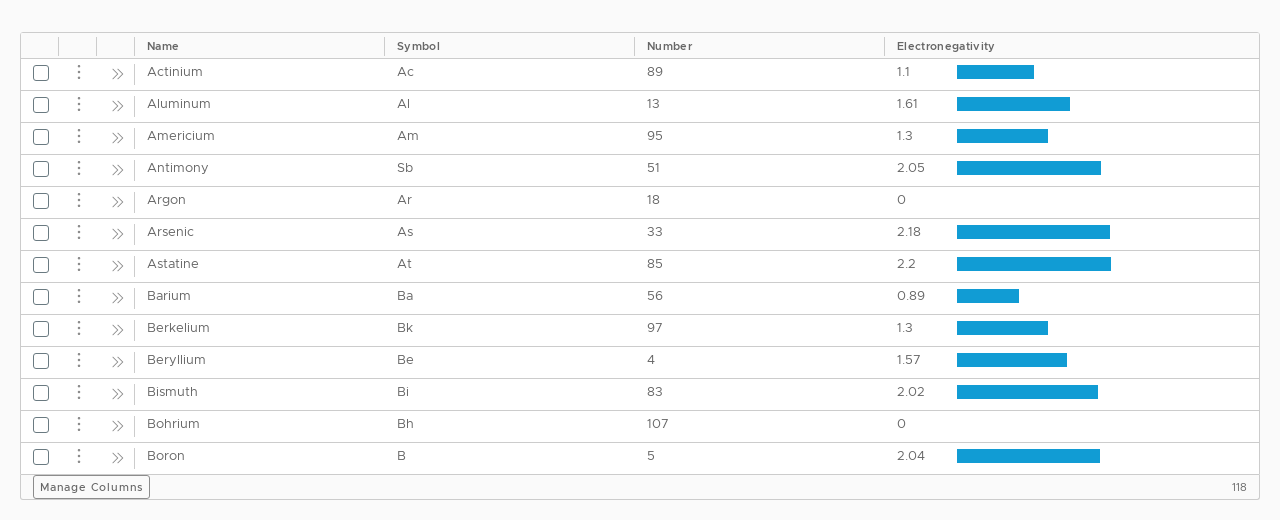 Name Symbol Number Electronegativity
Actinium Ac 89 1.1
Aluminum Al 13 1.61
Americium Am 95 1.3
Antimony Sb 51 2.05
Argon Ar 18 0
Arsenic As 33 2.18
Astatine At 85 2.2
Barium Ba 56 0.89
Berkelium Bk 97 1.3
Beryllium Be 4 1.57
Bismuth Bi 83 2.02
Bohrium Bh 107 0
Boron B 5 2.04
Manage Columns 118